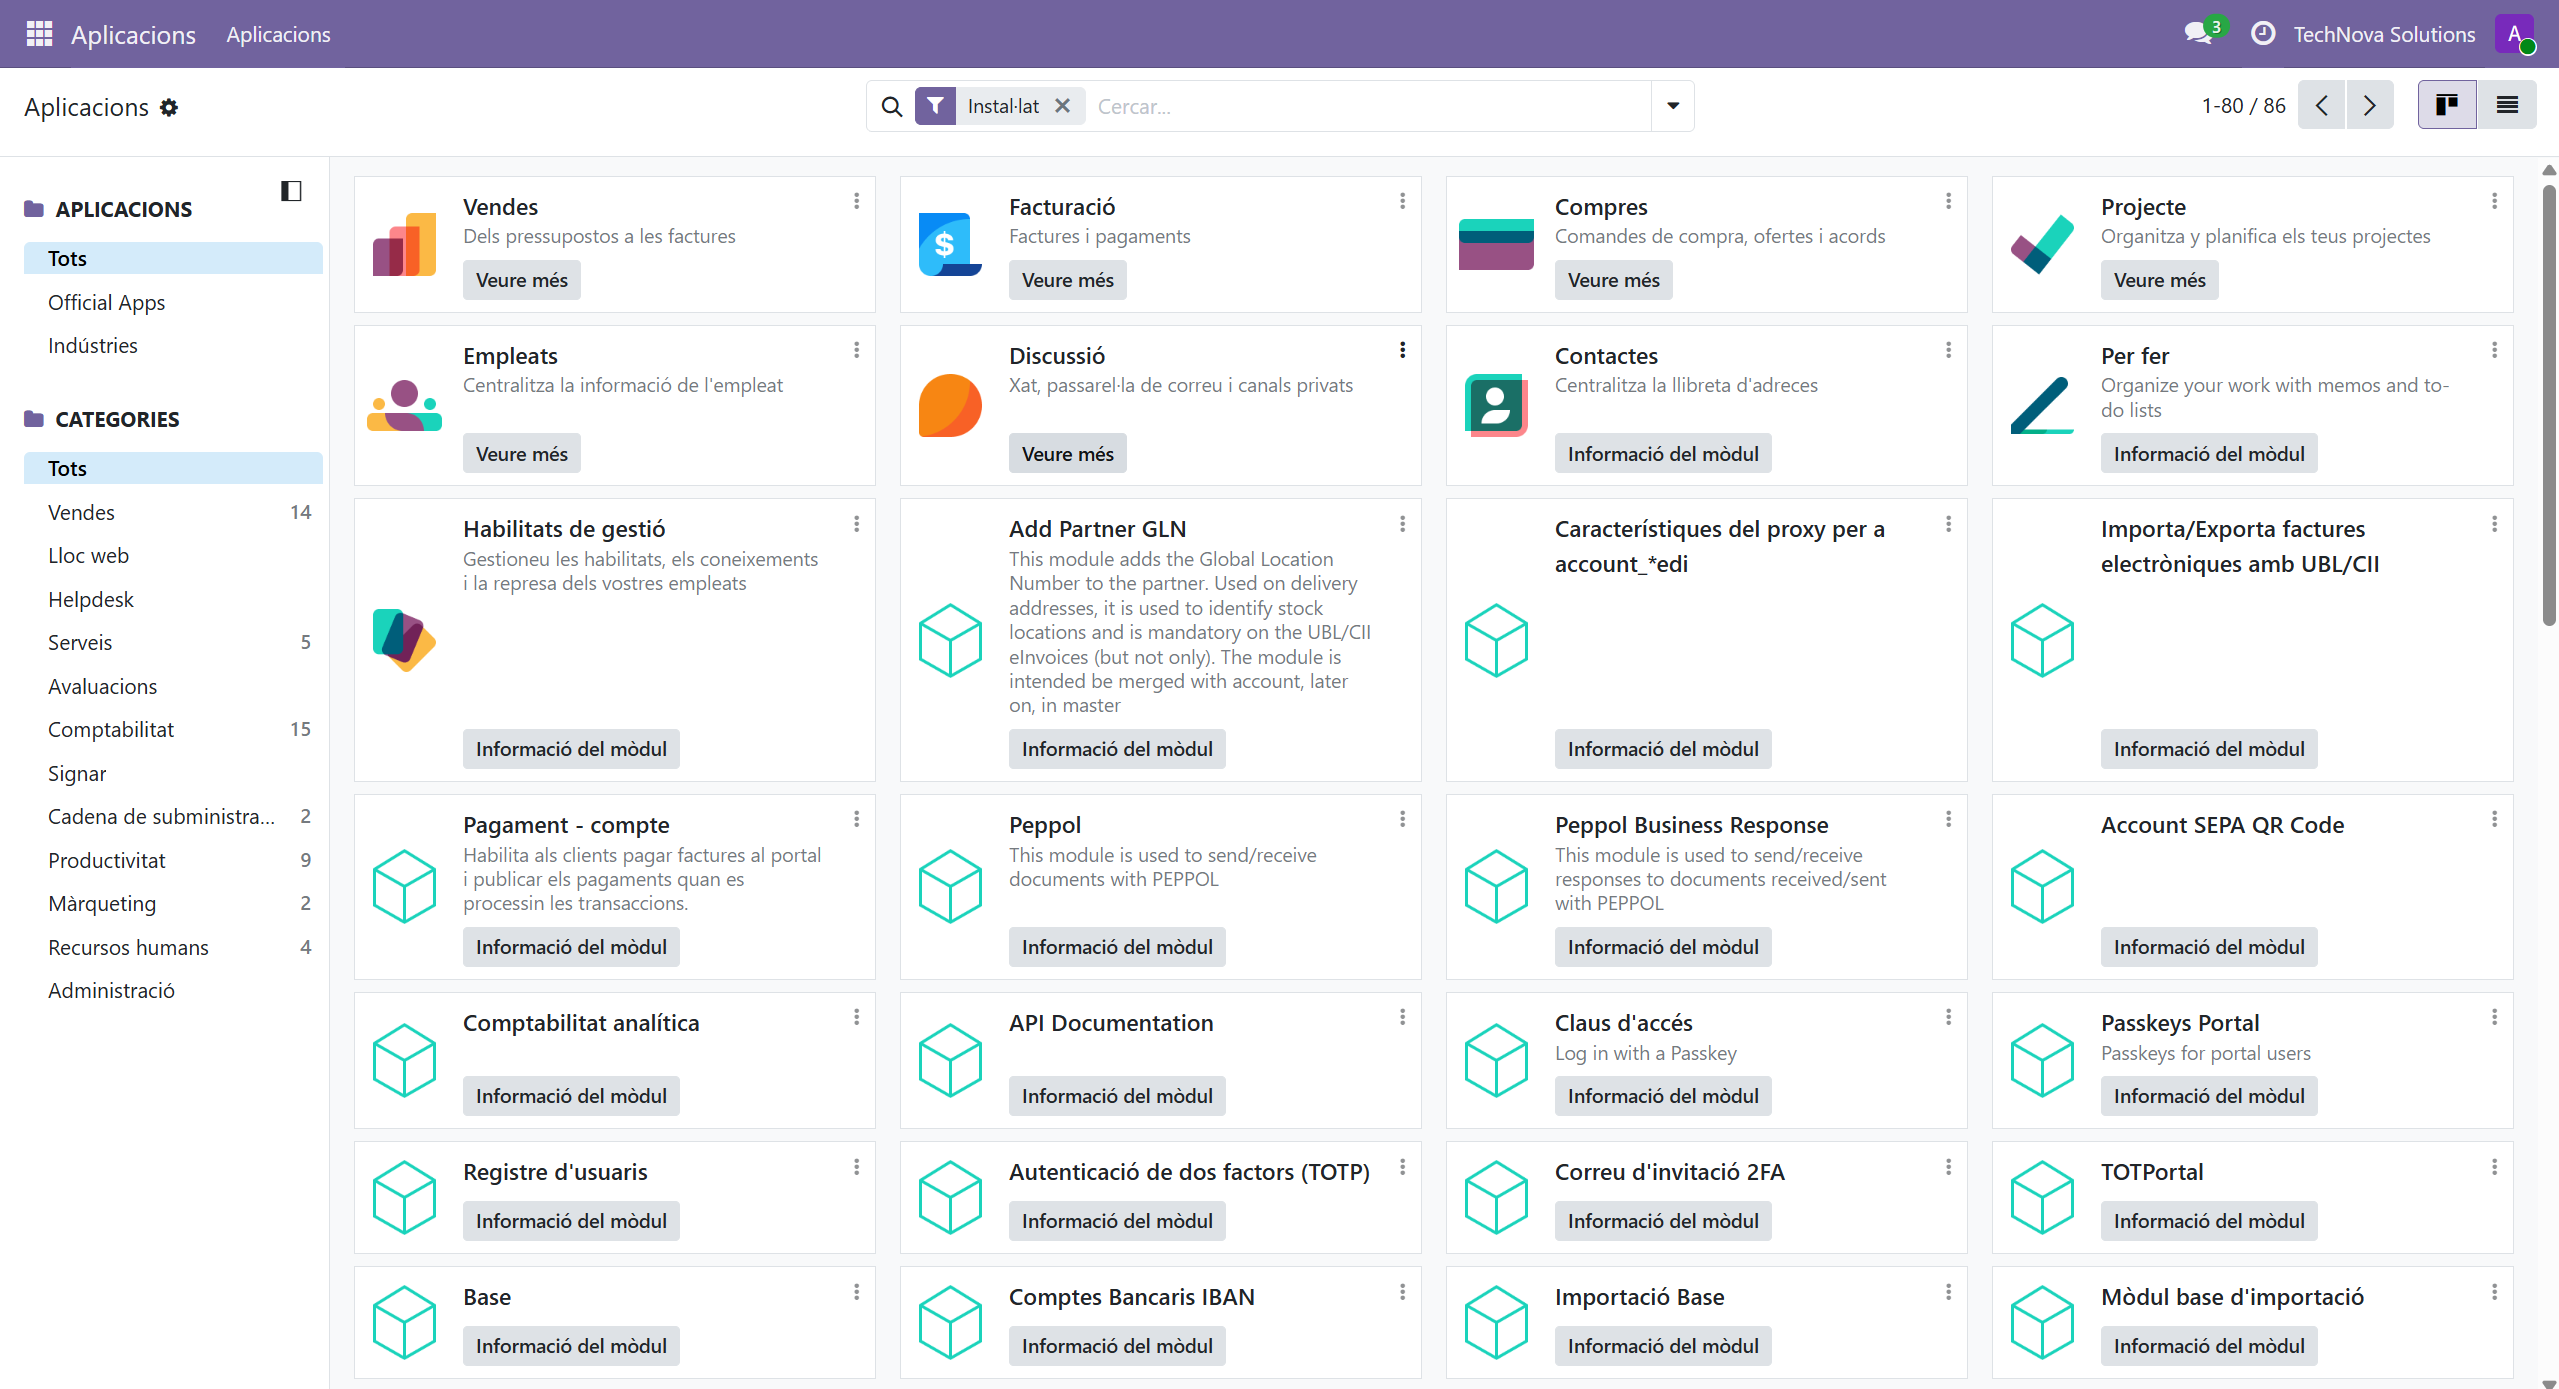 Aplicacions
Aplicacions
3
TechNova Solutions
A
Aplicacions
Instal·lat
Cercar...
1-80 / 86
APLICACIONS
Tots
Official Apps
Indústries
CATEGORIES
Tots
Vendes 14
Lloc web
Helpdesk
Serveis 5
Avaluacions
Comptabilitat 15
Signar
Cadena de subministra... 2
Productivitat 9
Màrqueting 2
Recursos humans 4
Administració
Vendes
Dels pressupostos a les factures
Veure més
Facturació
Factures i pagaments
Veure més
Compres
Comandes de compra, ofertes i acords
Veure més
Projecte
Organitza y planifica els teus projectes
Veure més
Empleats
Centralitza la informació de l'empleat
Veure més
Discussió
Xat, passarel·la de correu i canals privats
Veure més
Contactes
Centralitza la llibreta d'adreces
Informació del mòdul
Per fer
Organize your work with memos and to-
do lists
Informació del mòdul
Habilitats de gestió
Gestioneu les habilitats, els coneixements
i la represa dels vostres empleats
Informació del mòdul
Add Partner GLN
This module adds the Global Location
Number to the partner. Used on delivery
addresses, it is used to identify stock
locations and is mandatory on the UBL/CII
eInvoices (but not only). The module is
intended be merged with account, later
on, in master
Informació del mòdul
Característiques del proxy per a
account_*edi
Informació del mòdul
Importa/Exporta factures
electròniques amb UBL/CII
Informació del mòdul
Pagament - compte
Habilita als clients pagar factures al portal
i publicar els pagaments quan es
processin les transaccions.
Informació del mòdul
Peppol
This module is used to send/receive
documents with PEPPOL
Informació del mòdul
Peppol Business Response
This module is used to send/receive
responses to documents received/sent
with PEPPOL
Informació del mòdul
Account SEPA QR Code
Informació del mòdul
Comptabilitat analítica
Informació del mòdul
API Documentation
Informació del mòdul
Claus d'accés
Log in with a Passkey
Informació del mòdul
Passkeys Portal
Passkeys for portal users
Informació del mòdul
Registre d'usuaris
Informació del mòdul
Autenticació de dos factors (TOTP)
Informació del mòdul
Correu d'invitació 2FA
Informació del mòdul
TOTPortal
Informació del mòdul
Base
Informació del mòdul
Comptes Bancaris IBAN
Informació del mòdul
Importació Base
Informació del mòdul
Mòdul base d'importació
Informació del mòdul